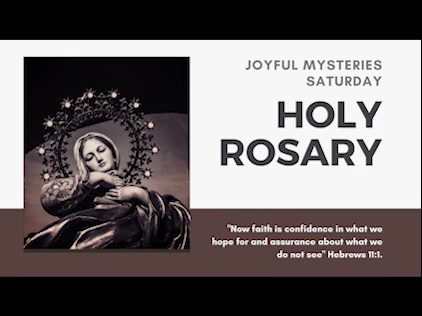 JOYFUL MYSTERIES
SATURDAY
HOLY
ROSARY
"Now faith is confidence in what we
hope for and assurance about what we
do not see" Hebrews 11:1.